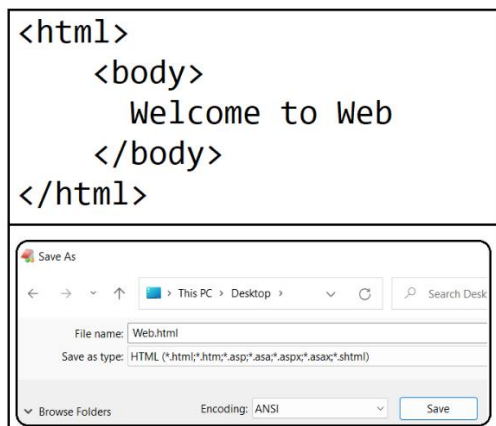 <html>
<body>
Welcome to Web
</body>
</html>
Save As
This PC > Desktop >
Search Desk
File name: Web.html
Save as type: HTML (*.html;*.htm;*.asp;*.asa;*.aspx;*.asax;*.shtml)
Browse Folders
Encoding: ANSI
Save